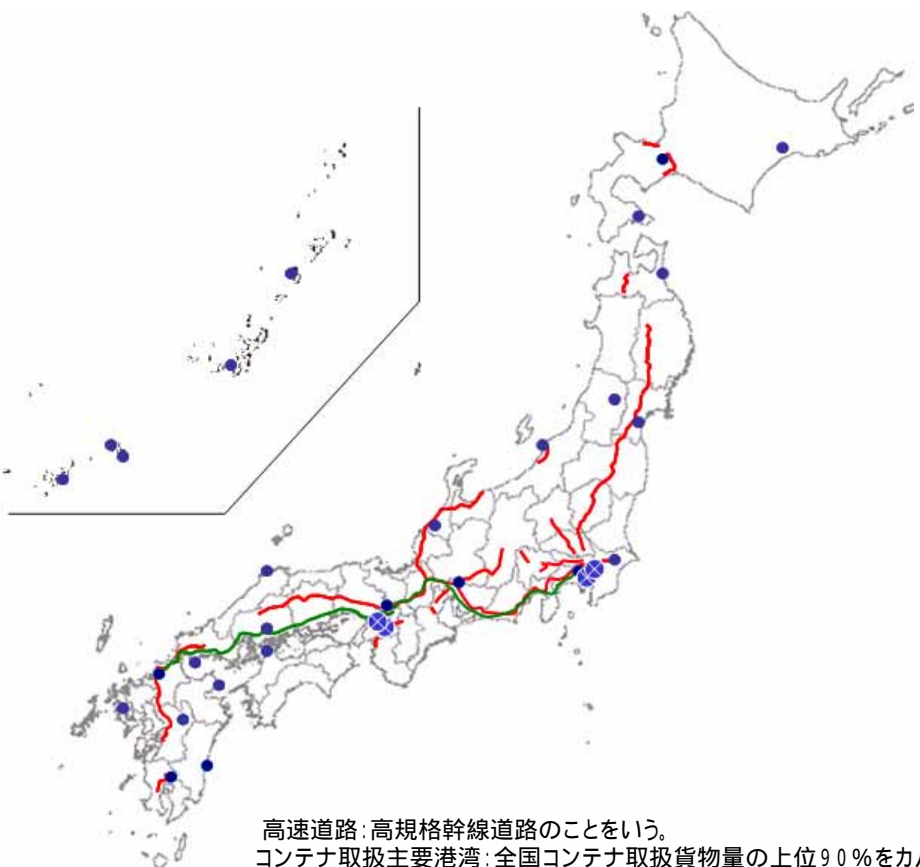 高速道路:高規格幹線道路のことをいう。
コンテナ取扱主要港湾:全国コンテナ取扱貨物量の上位90%をカ